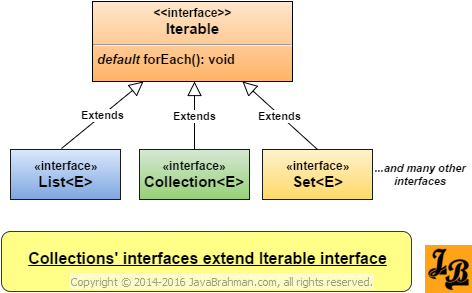 <<interface>>
Iterable
default forEach(): void
Extends Extends Extends
«interface» «interface» «interface»
List<E> Collection<E> Set<E>
...and many other
interfaces
Collections' interfaces extend Iterable interface
Copyright © 2014-2016 JavaBrahman.com, all rights reserved.
JB